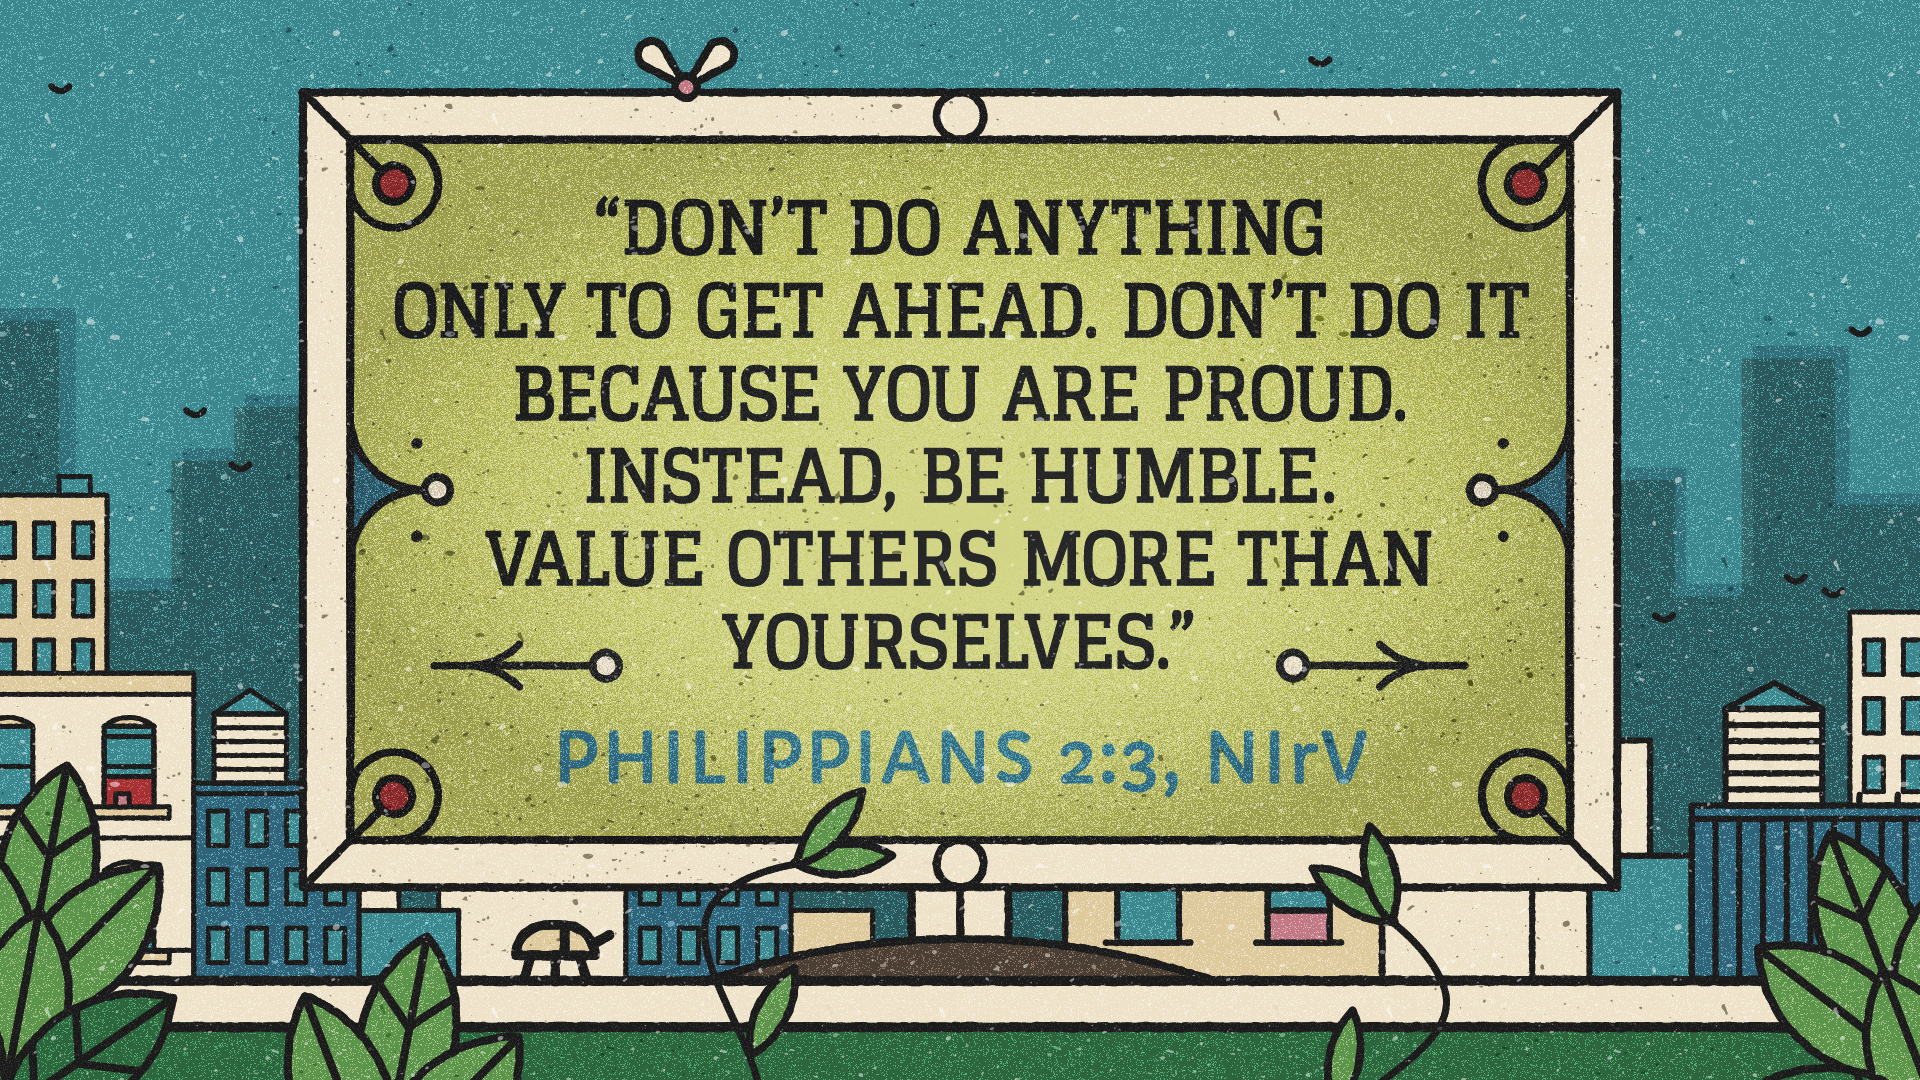 “DON’T DO ANYTHING
ONLY TO GET AHEAD. DON’T DO IT
BECAUSE YOU ARE PROUD.
INSTEAD, BE HUMBLE.
VALUE OTHERS MORE THAN
YOURSELVES.”
PHILIPPIANS 2:3, NIrV